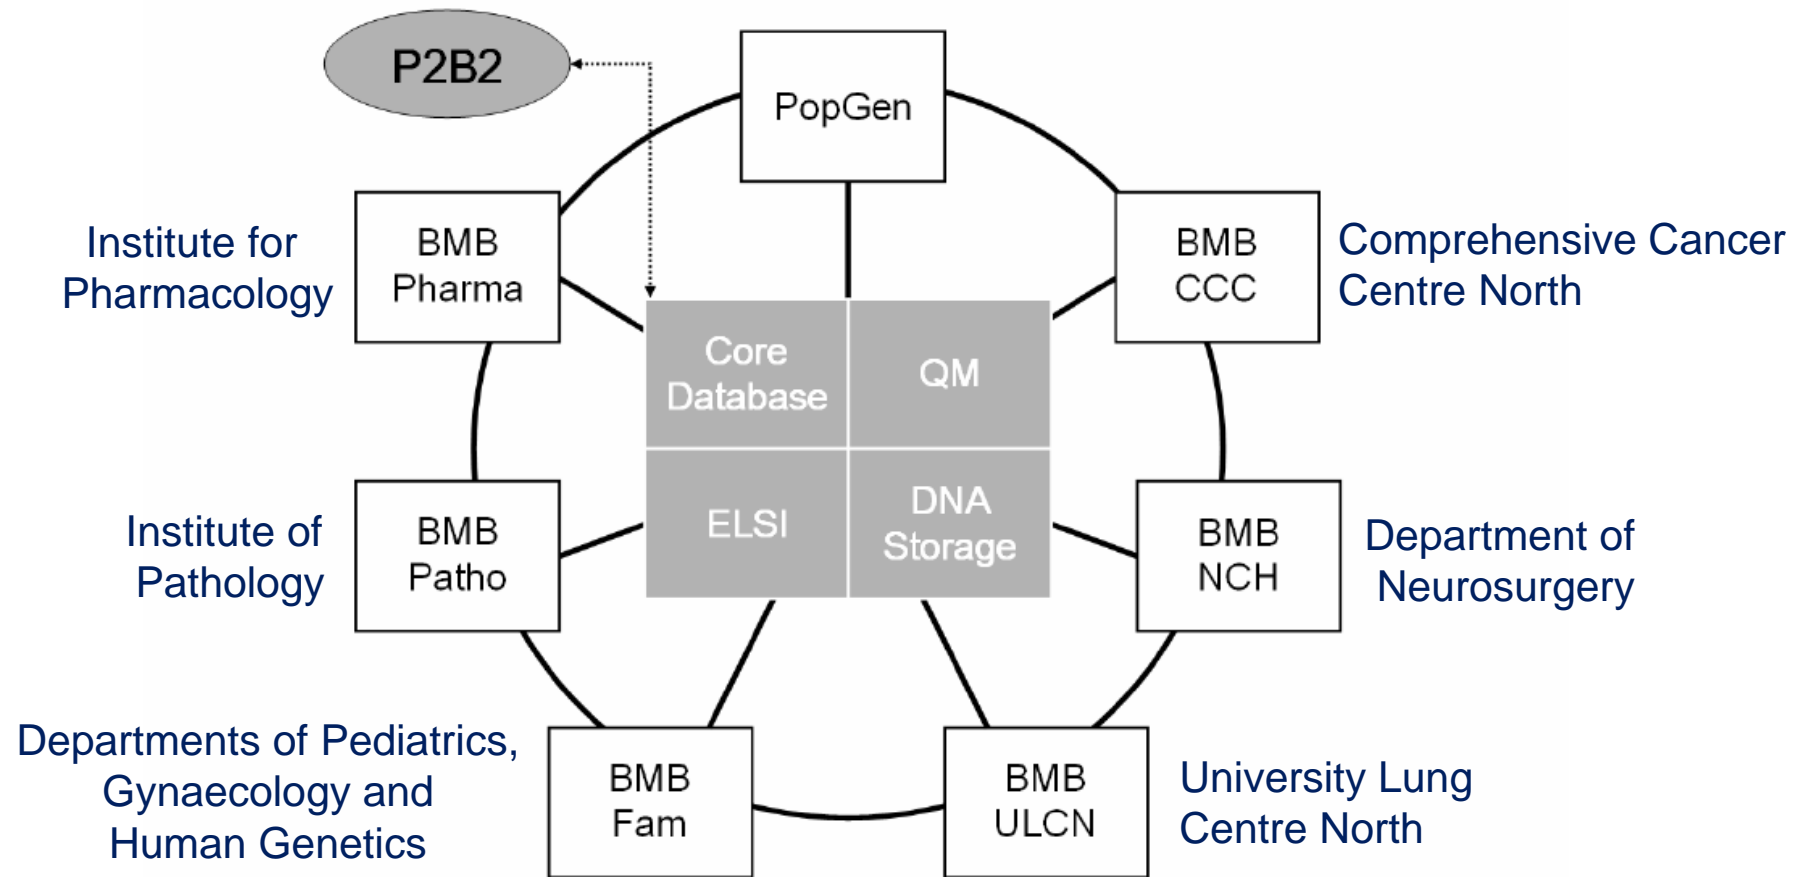 P2B2
PopGen
Institute for
Pharmacology
BMB
Pharma
BMB
CCC
Comprehensive Cancer
Centre North
Core
Database
QM
ELSI
DNA
Storage
Institute of
Pathology
BMB
Patho
BMB
NCH
Department of
Neurosurgery
Departments of Pediatrics,
Gynaecology and
Human Genetics
BMB
Fam
BMB
ULCN
University Lung
Centre North